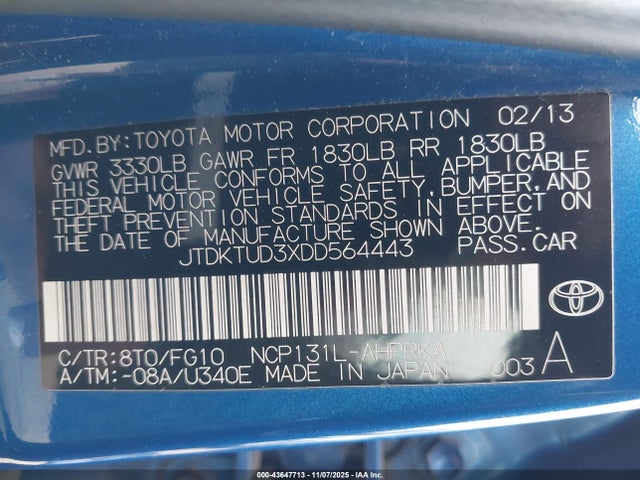 MFD.BY:TOYOTA MOTOR CORPORATION 02/13
GVWR 3330LB GAWR FR 1830LB RR 1830LB
THIS VEHICLE CONFORMS TO ALL APPLICABLE
FEDERAL MOTOR VEHICLE SAFETY,BUMPER,AND
THEFT PREVENTION STANDARDS IN EFFECT ON
THE DATE OF MANUFACTURE SHOWN ABOVE.
JTDKTUD3XDD564443 PASS.CAR
C/TR:8T0/FG10 NCP131L-AHPRKA
A/TM:-08A/U340E MADE IN JAPAN 003 A
000-43647713 - 11/07/2025 - IAA Inc.